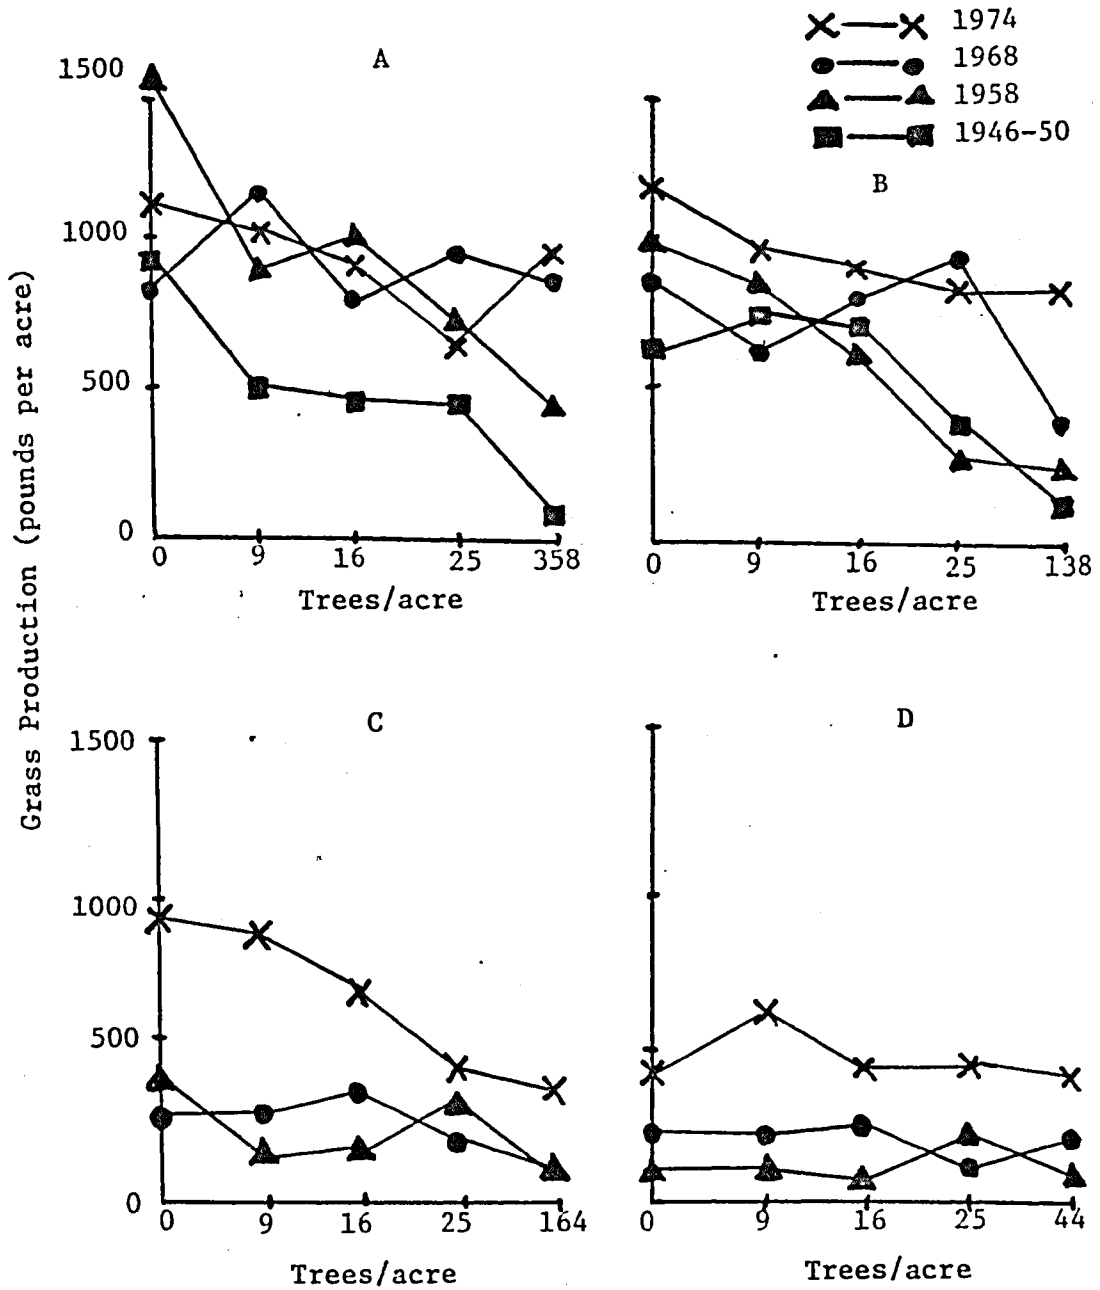 1974
1968
1958
1946-50
Grass Production (pounds per acre)
A
1500
1000
500
0
0 9 16 25 358
Trees/acre
B
0 9 16 25 138
Trees/acre
C
1500
1000
500
0
0 9 16 25 164
Trees/acre
D
0 9 16 25 44
Trees/acre